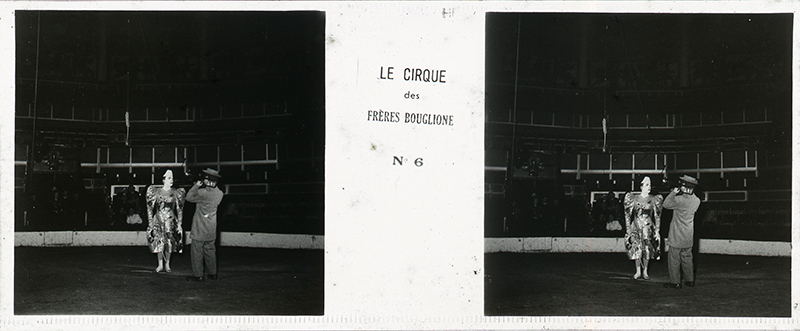 LE CIRQUE
des
FRÈRES BOUGLIONE
N 6